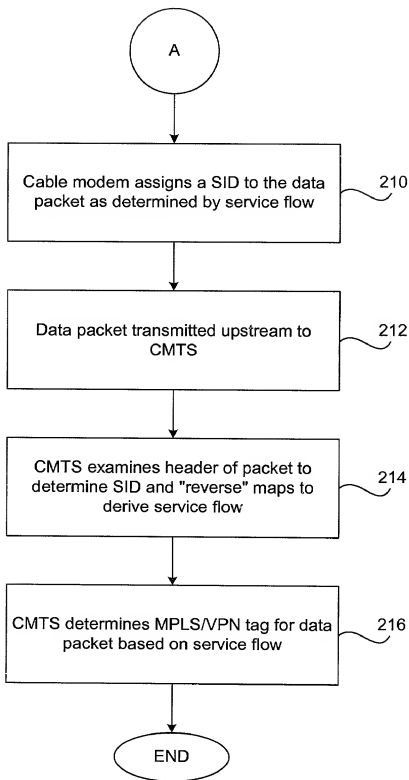 A
Cable modem assigns a SID to the data
packet as determined by service flow
210
Data packet transmitted upstream to
CMTS
212
CMTS examines header of packet to
determine SID and "reverse" maps to
derive service flow
214
CMTS determines MPLS/VPN tag for data
packet based on service flow
216
END